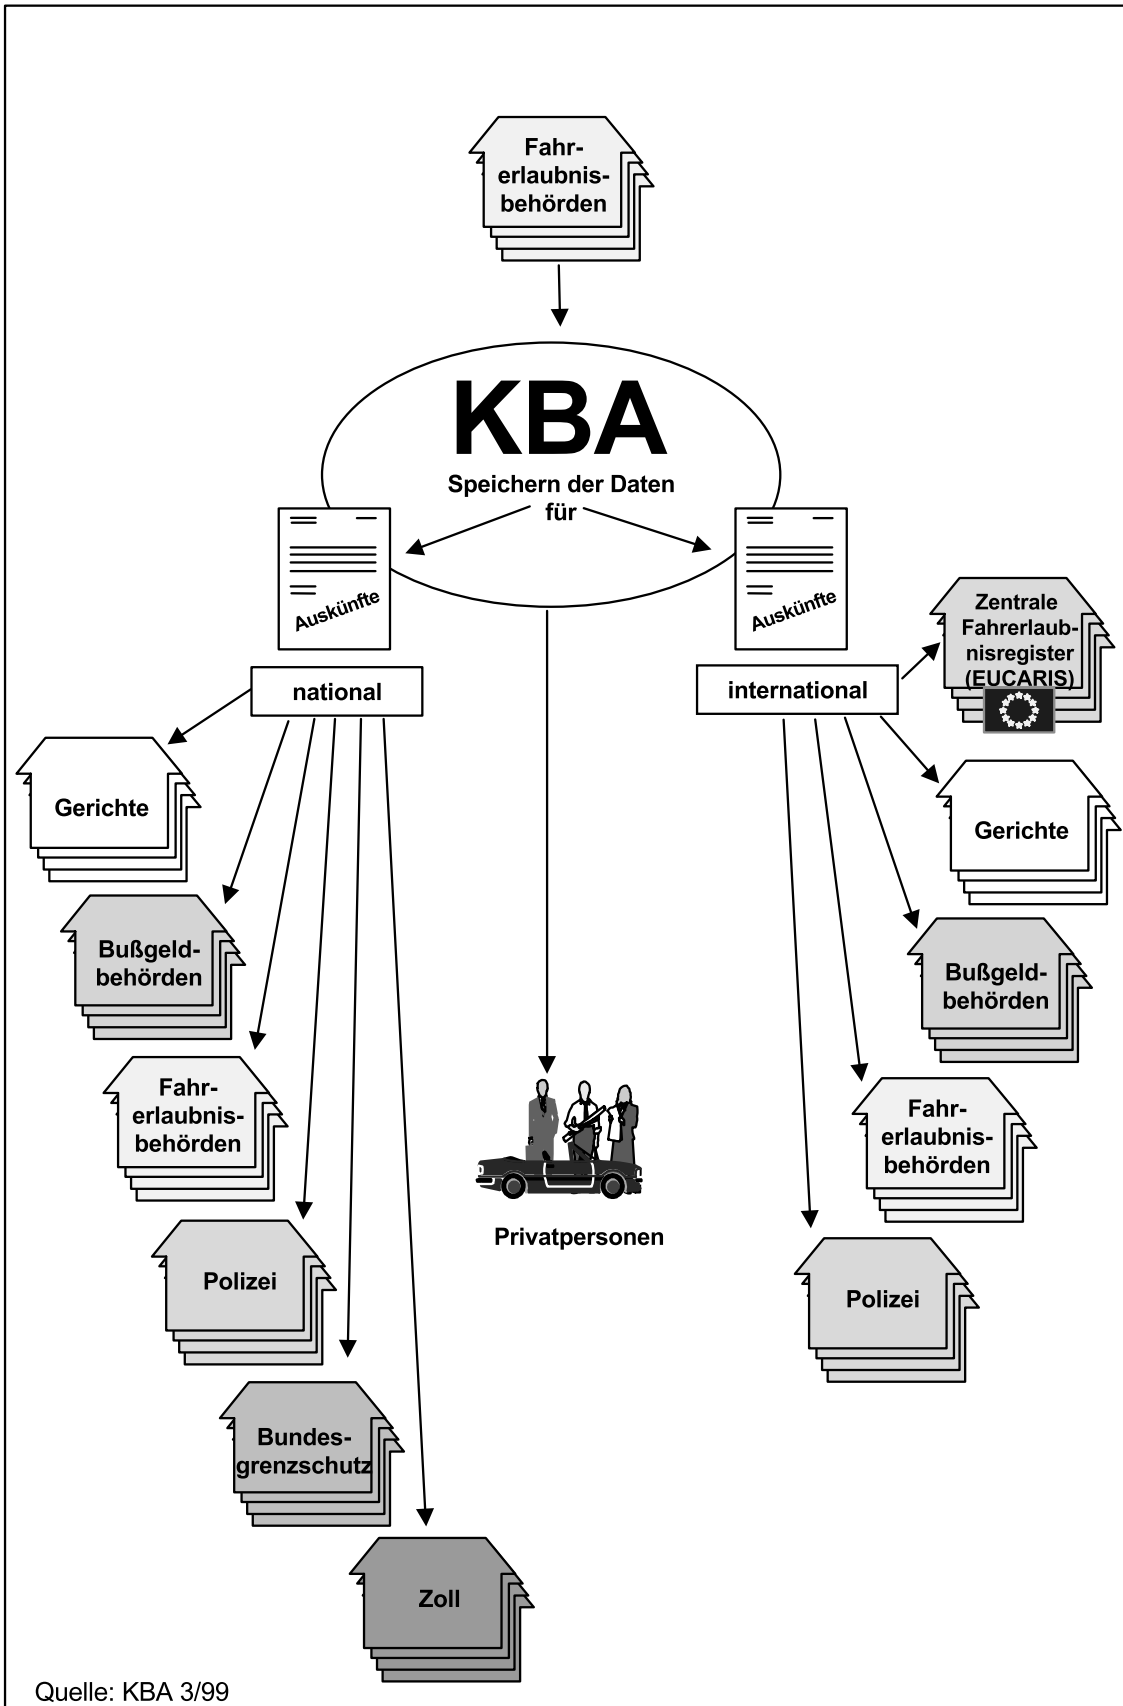 Fahr-
erlaubnis-
behörden
KBA
Speichern der Daten
für
Auskünfte
Auskünfte
national
international
Zentrale
Fahrerlaub-
nisregister
(EUCARIS)
Gerichte
Gerichte
Bußgeld-
behörden
Bußgeld-
behörden
Fahr-
erlaubnis-
behörden
Fahr-
erlaubnis-
behörden
Privatpersonen
Polizei
Polizei
Bundes-
grenzschutz
Zoll
Quelle: KBA 3/99